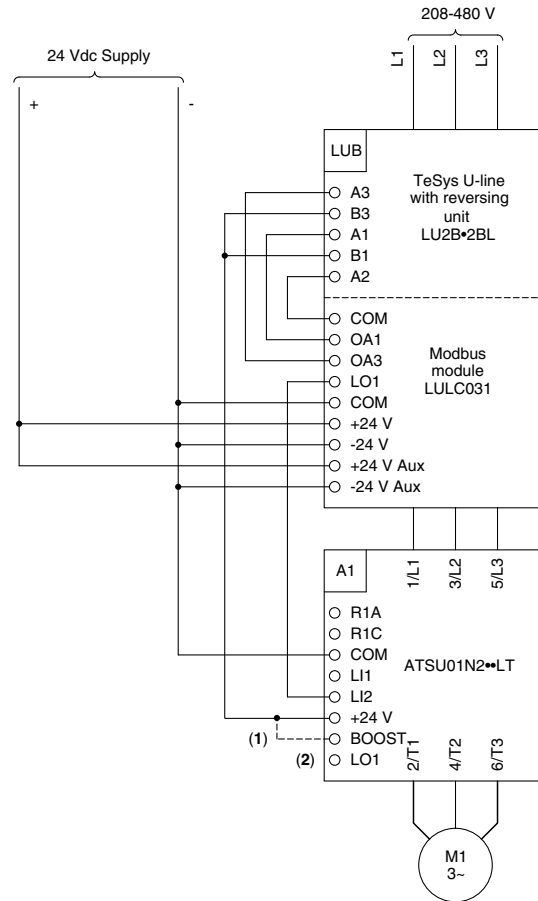 208-480 V
24 Vdc Supply
L1
L2
L3
+
-
LUB
TeSys U-line
with reversing
unit
LU2B•2BL
A3
B3
A1
B1
A2
COM
OA1
OA3
LO1
COM
+24 V
-24 V
+24 V Aux
-24 V Aux
Modbus
module
LULC031
A1
1/L1
3/L2
5/L3
R1A
R1C
COM
LI1
LI2
+24 V
BOOST
LO1
ATSU01N2••LT
(1)
(2)
2/T1
4/T2
6/T3
M1
3~